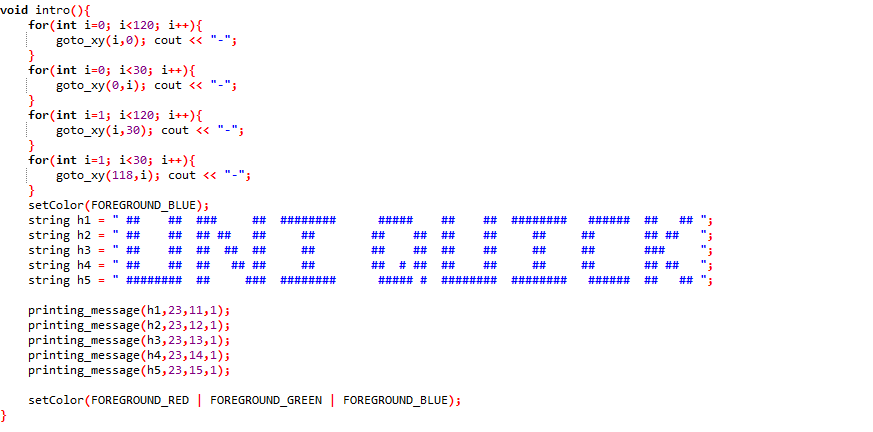 void intro(){
    for(int i=0; i<120; i++){
        goto_xy(i,0); cout << "-";
    }
    for(int i=0; i<30; i++){
        goto_xy(0,i); cout << "-";
    }
    for(int i=1; i<120; i++){
        goto_xy(i,30); cout << "-";
    }
    for(int i=1; i<30; i++){
        goto_xy(118,i); cout << "-";
    }
    setColor(FOREGROUND_BLUE);
    string h1 = " ##    ##  ###     ##  ########      #####    ##    ##  ########   ######  ##   ## ";
    string h2 = " ##    ##  ## ##   ##     ##        ##    ##  ##    ##     ##     ##       ## ##   ";
    string h3 = " ##    ##  ##  ## ##     ##        ##    ##  ##    ##     ##     ##       ###     ";
    string h4 = " ##    ##  ##   ## ##     ##        ##  # ##  ##    ##     ##     ##       ## ##   ";
    string h5 = " ########  ##     ###  ########      ##### #  ########  ########   ######  ##   ## ";
    printing_message(h1,23,11,1);
    printing_message(h2,23,12,1);
    printing_message(h3,23,13,1);
    printing_message(h4,23,14,1);
    printing_message(h5,23,15,1);
    setColor(FOREGROUND_RED | FOREGROUND_GREEN | FOREGROUND_BLUE);
}